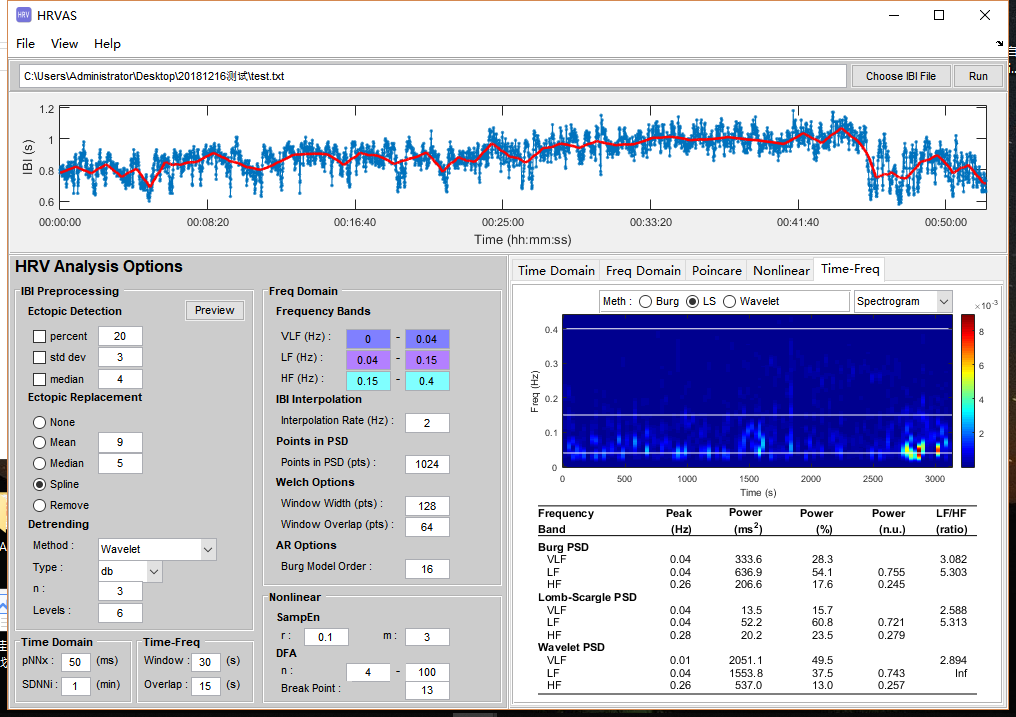 HRV HRVAS
File View Help
C:\Users\Administrator\Desktop\20181216测试\test.txt Choose IBI File Run
1.2
1
0.8
0.6
IBI (s)
00:00:00 00:08:20 00:16:40 00:25:00 00:33:20 00:41:40 00:50:00
Time (hh:mm:ss)
HRV Analysis Options
IBI Preprocessing
Ectopic Detection
Preview
percent 20
std dev 3
median 4
Ectopic Replacement
None
Mean 9
Median 5
Spline
Remove
Detrending
Method : Wavelet
Type : db
n : 3
Levels : 6
Time Domain
pNNx : 50 (ms)
SDNNi : 1 (min)
Time-Freq
Window : 30 (s)
Overlap : 15 (s)
Freq Domain
Frequency Bands
VLF (Hz) : 0 - 0.04
LF (Hz) : 0.04 - 0.15
HF (Hz) : 0.15 - 0.4
IBI Interpolation
Interpolation Rate (Hz) : 2
Points in PSD
Points in PSD (pts) : 1024
Welch Options
Window Width (pts) : 128
Window Overlap (pts) : 64
AR Options
Burg Model Order : 16
Nonlinear
SampEn
r : 0.1 m : 3
DFA
n : 4 - 100
Break Point : 13
Time Domain Freq Domain Poincare Nonlinear Time-Freq
Meth : Burg LS Wavelet Spectrogram
×10-3
0.4
0.3
0.2
0.1
0
Freq (Hz)
8
6
4
2
0 500 1000 1500 2000 2500 3000
Time (s)
Frequency Peak Power Power Power LF/HF
Band (Hz) (ms2) (%) (n.u.) (ratio)
Burg PSD
VLF 0.04 333.6 28.3 3.082
LF 0.04 636.9 54.1 0.755 5.303
HF 0.26 206.6 17.6 0.245
Lomb-Scargle PSD
VLF 0.04 13.5 15.7 2.588
LF 0.04 52.2 60.8 0.721 5.313
HF 0.28 20.2 23.5 0.279
Wavelet PSD
VLF 0.01 2051.1 49.5 2.894
LF 0.04 1553.8 37.5 0.743 Inf
HF 0.26 537.0 13.0 0.257